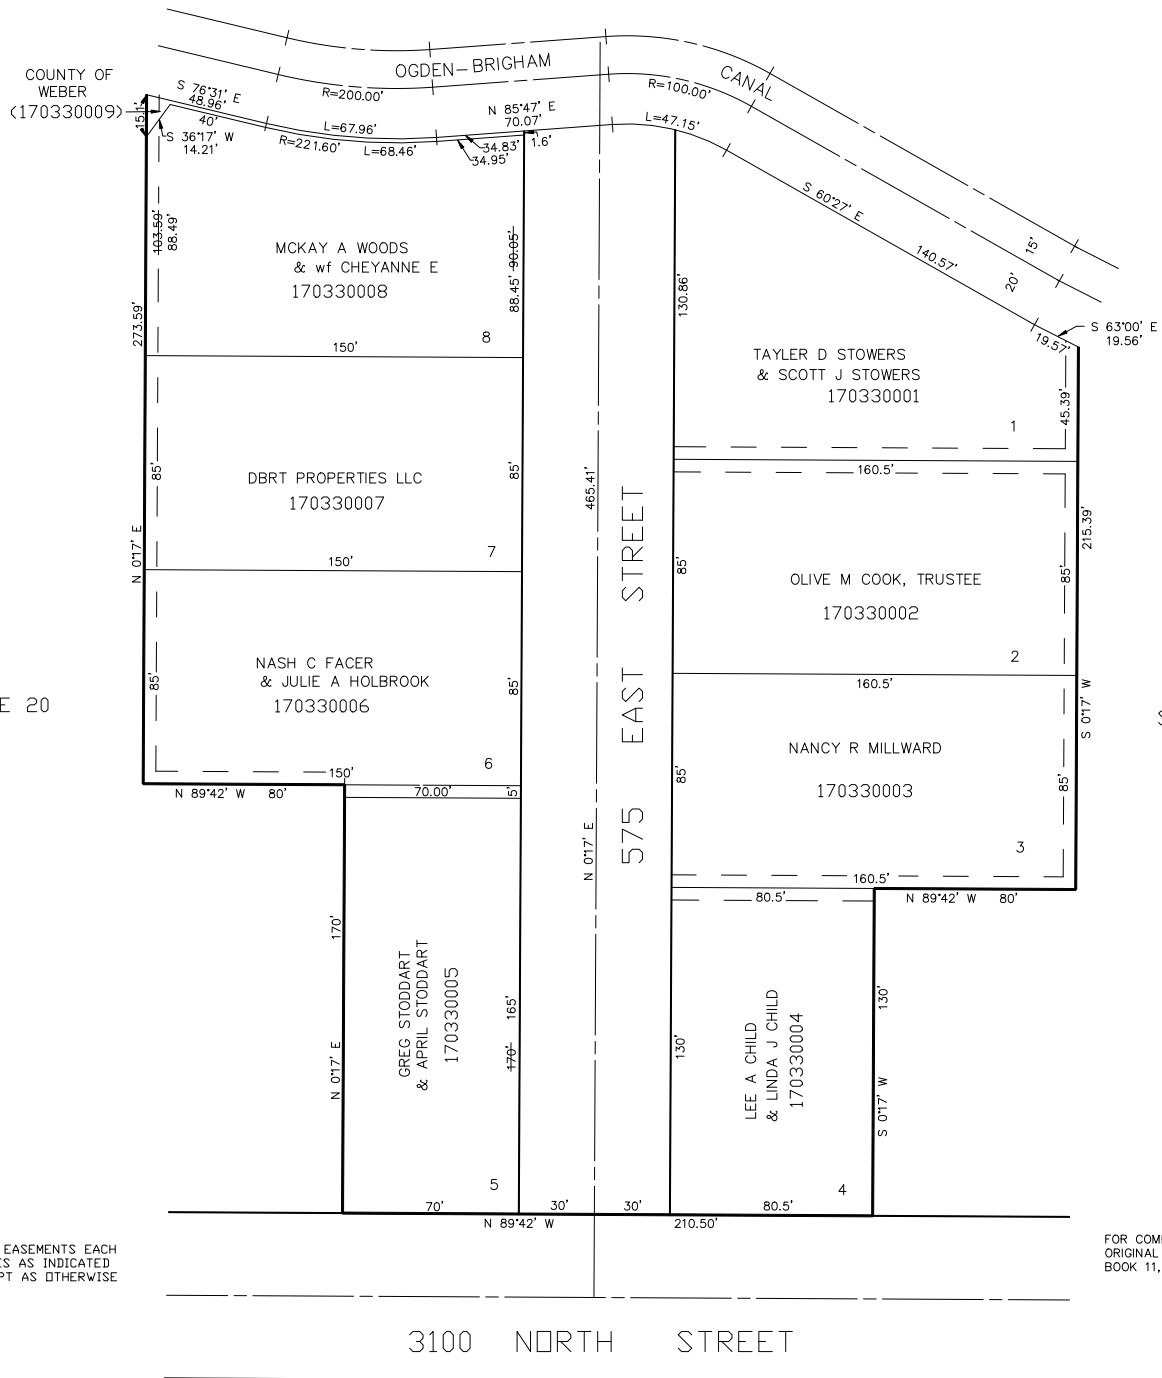 OGDEN-BRIGHAM
CANAL
COUNTY OF
WEBER
(170330009)
S 76°31' E
48.96'
40'
15.1'
S 36°17' W
14.21'
R=200.00'
L=67.96'
R=221.60'
L=68.46'
N 85°47' E
70.07'
34.83'
34.95'
1.6'
R=100.00'
L=47.15'
S 60°27' E
140.57'
15'
20'
S 63°00' E
19.56'
19.57'
103.59'
88.49'
273.59'
MCKAY A WOODS
& wf CHEYANNE E
170330008
8
88.45' 90.05'
150'
130.86'
TAYLER D STOWERS
& SCOTT J STOWERS
170330001
1
45.39'
160.5'
85'
DBRT PROPERTIES LLC
170330007
7
85'
150'
N 0°17' E
465.41'
575 EAST STREET
85'
OLIVE M COOK, TRUSTEE
170330002
2
85'
215.39'
160.5'
85'
NASH C FACER
& JULIE A HOLBROOK
170330006
6
85'
150'
E 20
S 0°17' W
NANCY R MILLWARD
170330003
3
85'
85'
160.5'
N 89°42' W 80'
70.00'
5'
N 0°17' E
80.5'
N 89°42' W 80'
170'
N 0°17' E
GREG STODDART
& APRIL STODDART
170330005
170' 165'
5
130'
LEE A CHILD
& LINDA J CHILD
170330004
4
130'
S 0°17' W
70'
30'
30'
80.5'
N 89°42' W
210.50'
EASEMENTS EACH
ES AS INDICATED
PT AS OTHERWISE
FOR COM
ORIGINAL
BOOK 11,
3100 NORTH STREET